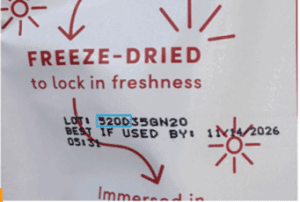 FREEZE-DRIED
to lock in freshness
LOT: 520D35GN20
BEST IF USED BY: 11/14/2026
05:31
Immersed in